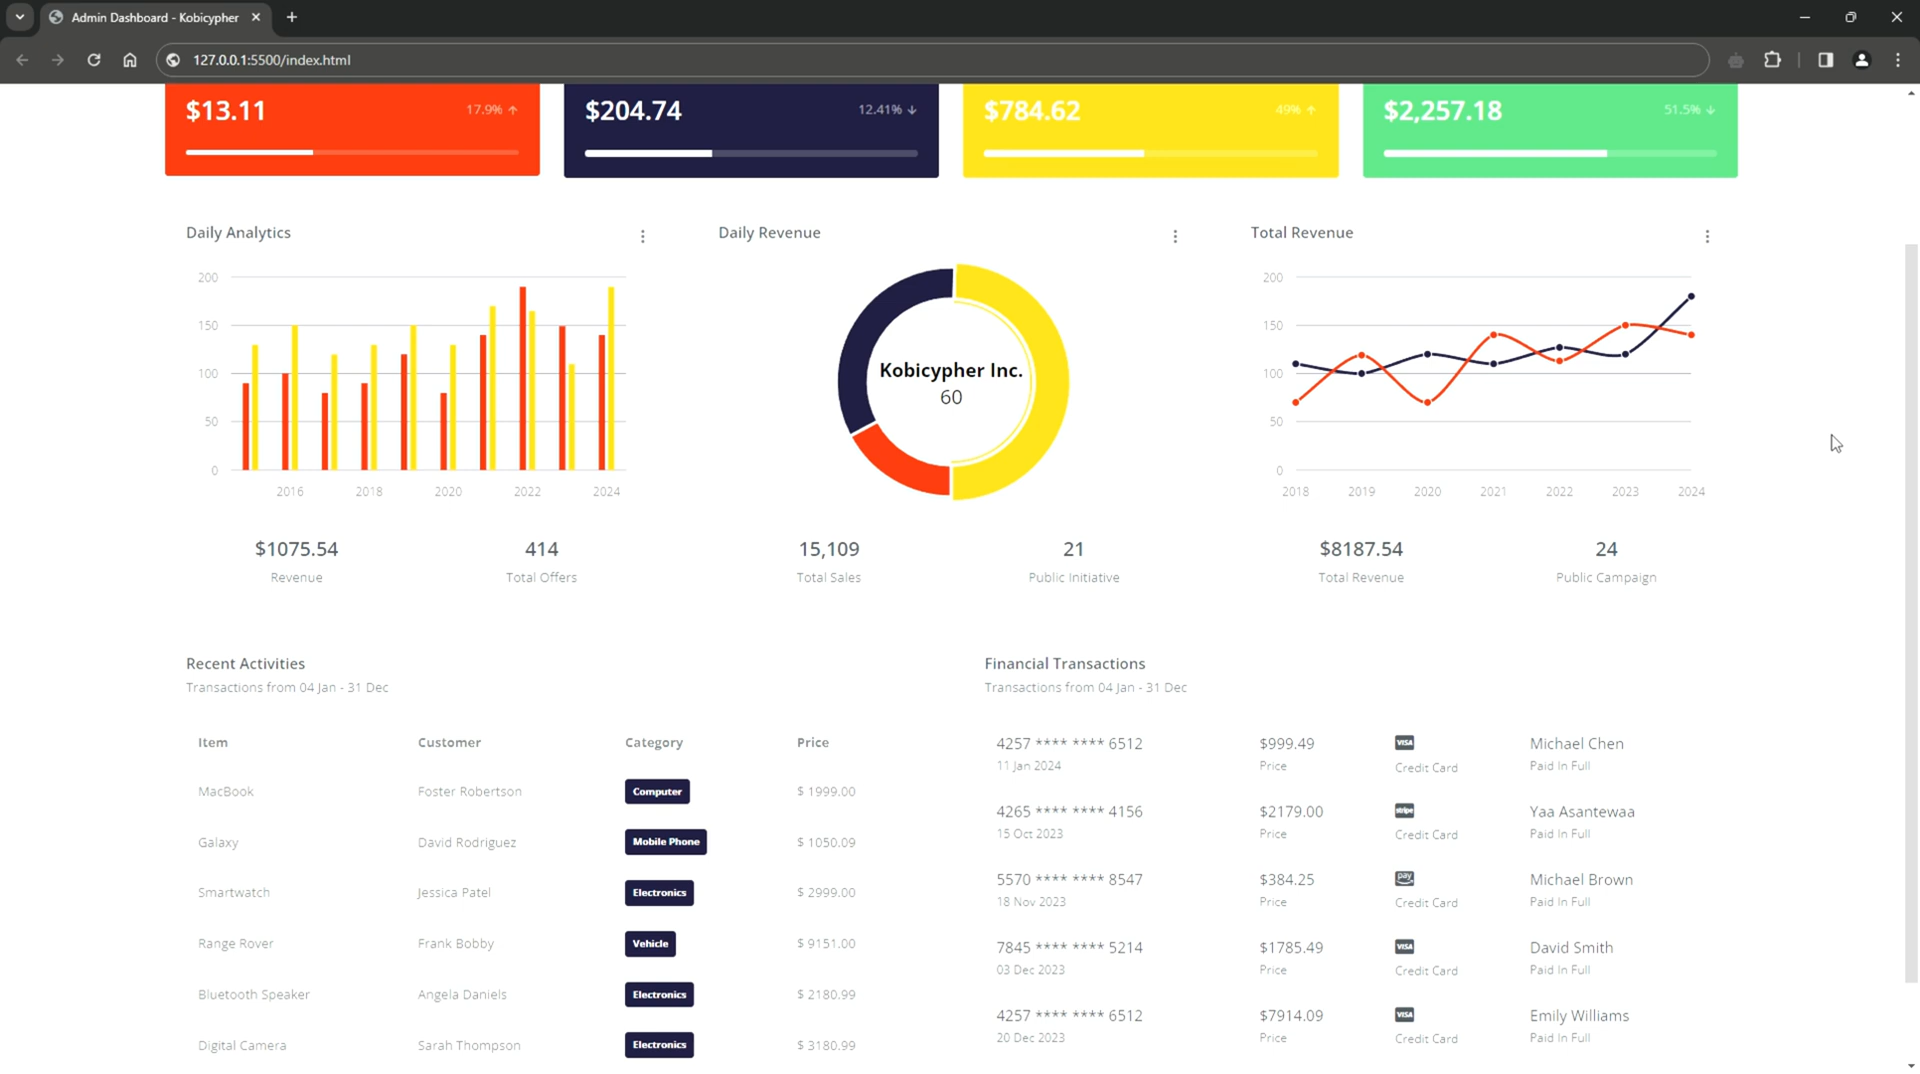 Admin Dashboard - Kobicypher
127.0.0.1:5500/index.html
$13.11 17.9%
$204.74 12.41%
$784.62 49%
$2,257.18 51.5%
Daily Analytics
200
150
100
50
0
2016 2018 2020 2022 2024
$1075.54 414
Revenue Total Offers
Daily Revenue
Kobicypher Inc.
60
15,109 21
Total Sales Public Initiative
Total Revenue
200
150
100
50
0
2018 2019 2020 2021 2022 2023 2024
$8187.54 24
Total Revenue Public Campaign
Recent Activities
Transactions from 04 Jan - 31 Dec
Item Customer Category Price
MacBook Foster Robertson Computer $ 1999.00
Galaxy David Rodriguez Mobile Phone $ 1050.09
Smartwatch Jessica Patel Electronics $ 2999.00
Range Rover Frank Bobby Vehicle $ 9151.00
Bluetooth Speaker Angela Daniels Electronics $ 2180.99
Digital Camera Sarah Thompson Electronics $ 3180.99
Financial Transactions
Transactions from 04 Jan - 31 Dec
4257 **** **** 6512 $999.49 VISA Michael Chen
11 Jan 2024 Price Credit Card Paid In Full
4265 **** **** 4156 $2179.00 stripe Yaa Asantewaa
15 Oct 2023 Price Credit Card Paid In Full
5570 **** **** 8547 $384.25 pay Michael Brown
18 Nov 2023 Price Credit Card Paid In Full
7845 **** **** 5214 $1785.49 VISA David Smith
03 Dec 2023 Price Credit Card Paid In Full
4257 **** **** 6512 $7914.09 VISA Emily Williams
20 Dec 2023 Price Credit Card Paid In Full